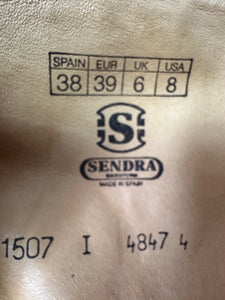 SPAIN EUR UK USA
38 39 6 8
S
SENDRA
MADE IN SPAIN
1507 I 4847 4